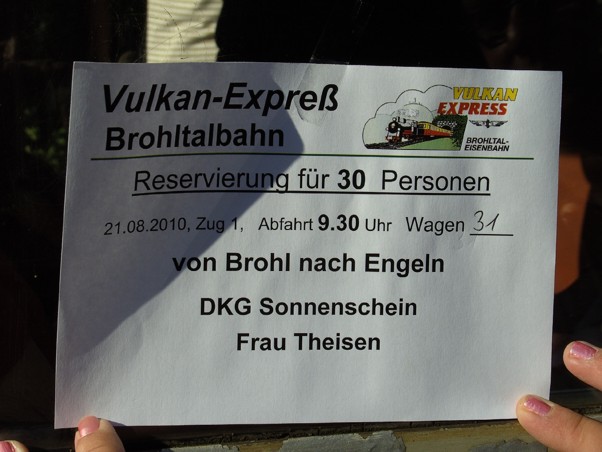 Vulkan-Expreß
Brohltalbahn
VULKAN
EXPRESS
BROHLTAL-
EISENBAHN
Reservierung für 30 Personen
21.08.2010, Zug 1, Abfahrt 9.30 Uhr Wagen 31
von Brohl nach Engeln
DKG Sonnenschein
Frau Theisen